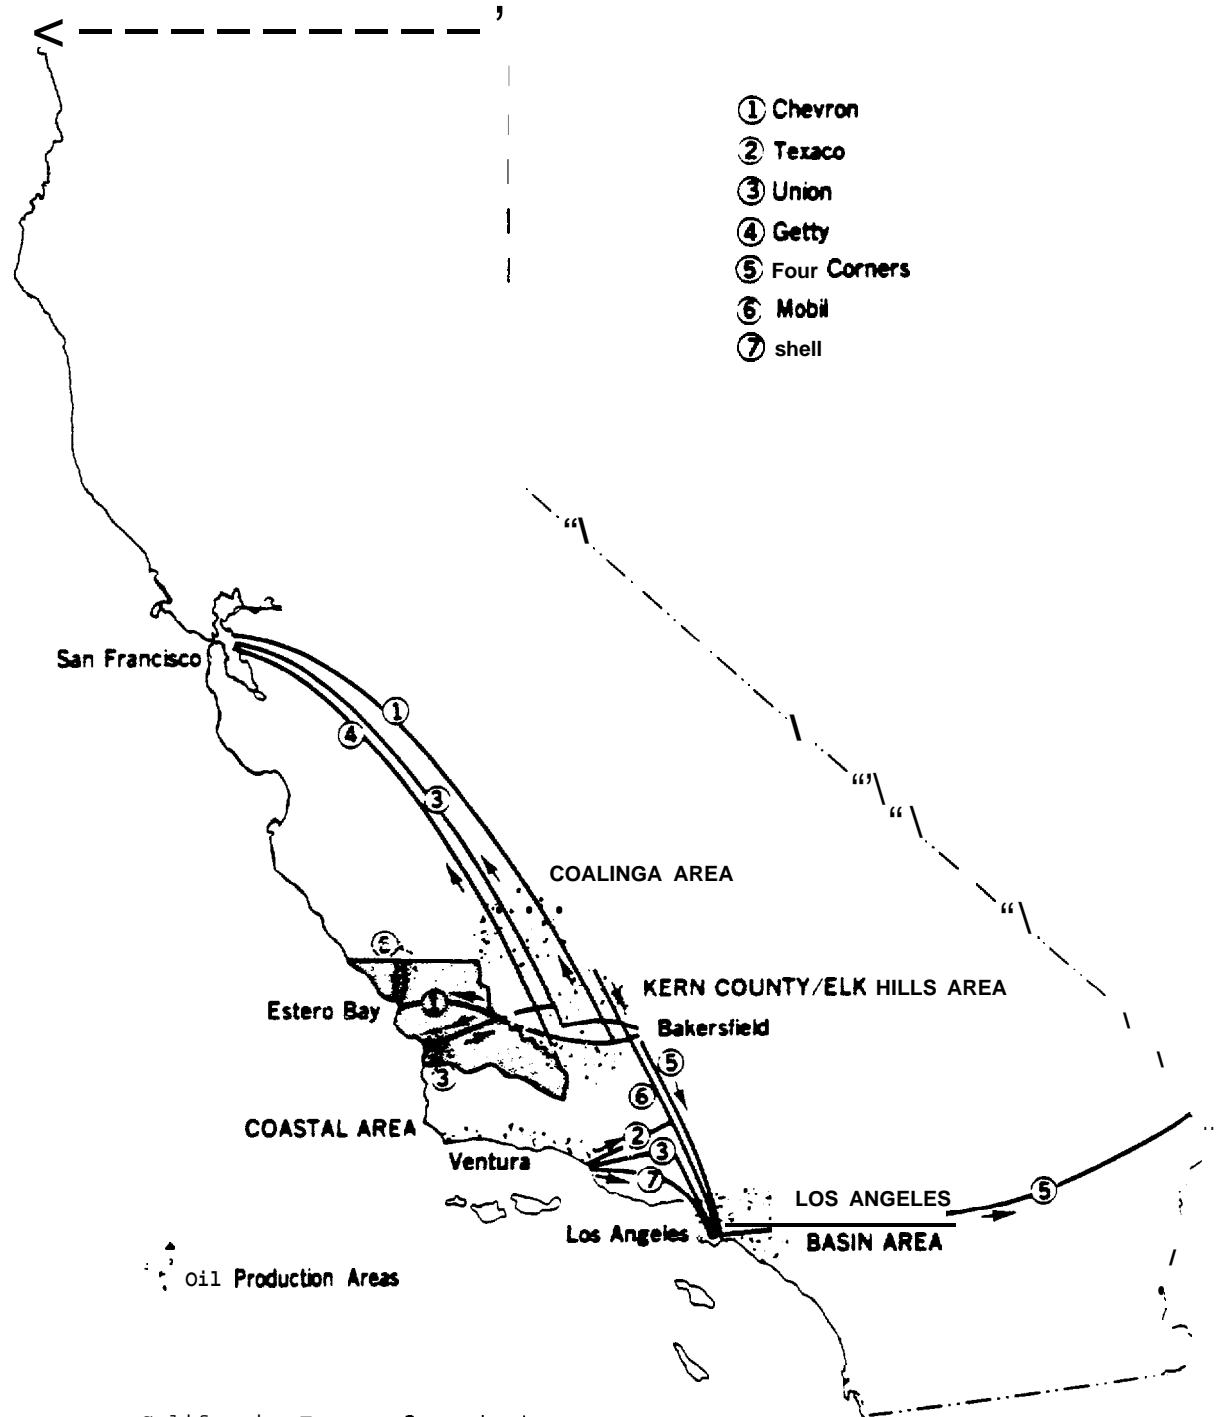 ① Chevron
② Texaco
③ Union
④ Getty
⑤ Four Corners
⑥ Mobil
⑦ shell
San Francisco
①
④
③
COALINGA AREA
KERN COUNTY/ELK HILLS AREA
Estero Bay
①
Bakersfield
⑤
③
⑥
COASTAL AREA
②
③
Ventura
⑦
LOS ANGELES
⑤
Los Angeles
BASIN AREA
oil Production Areas